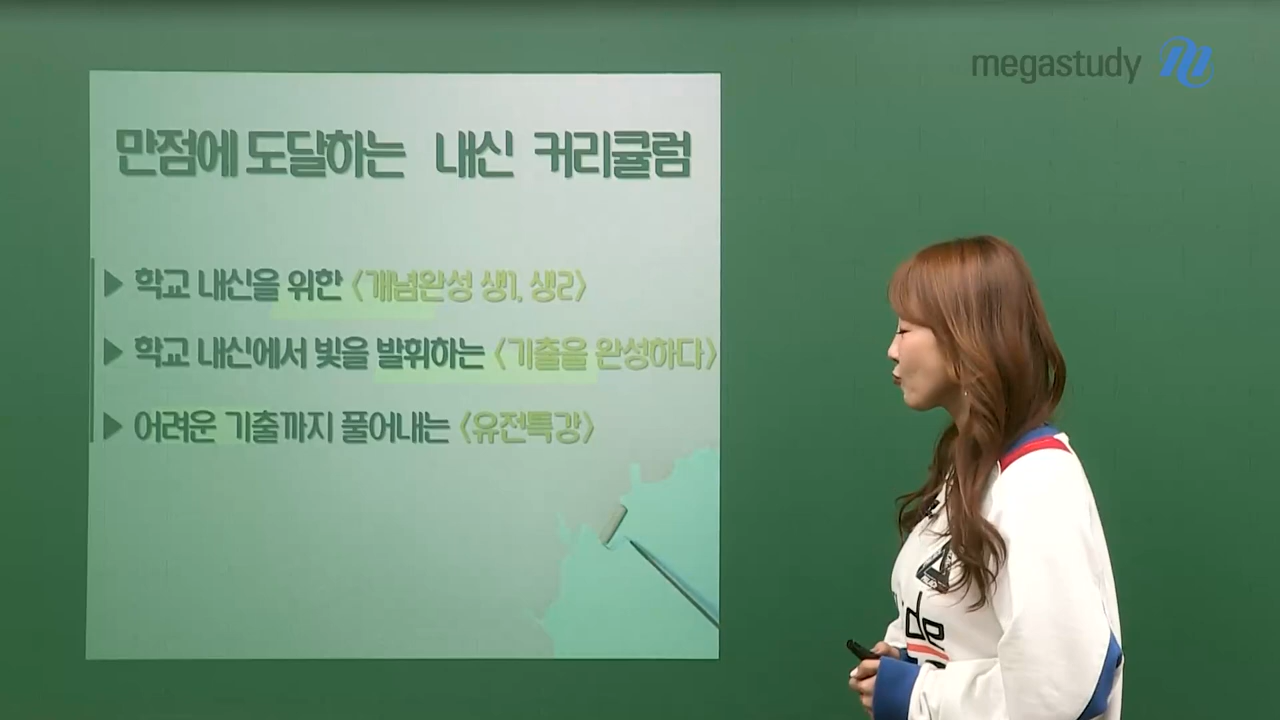 megastudy
만점에 도달하는 내신 커리큘럼
▶ 학교 내신을 위한 <개념완성 생1, 생2>
▶ 학교 내신에서 빛을 발휘하는 <기출을 완성하다>
▶ 어려운 기출까지 풀어내는 <유전특강>